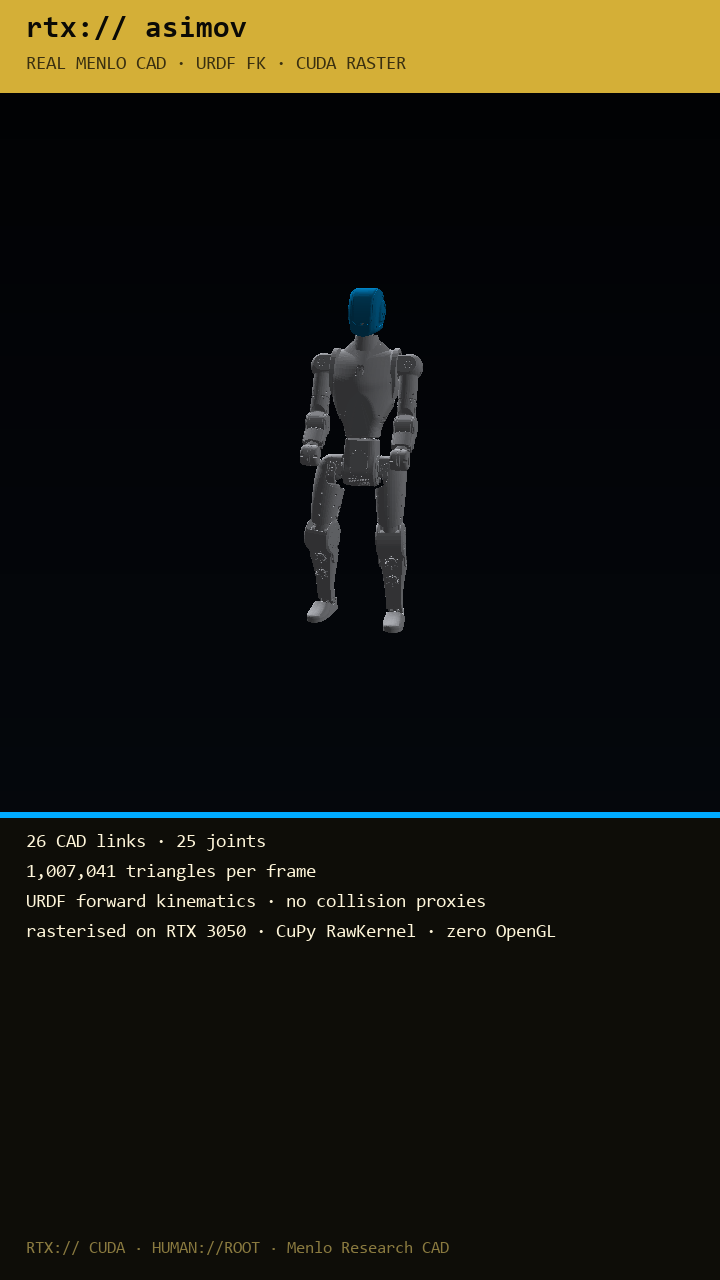 rtx:// asimov
REAL MENLO CAD · URDF FK · CUDA RASTER
26 CAD links · 25 joints
1,007,041 triangles per frame
URDF forward kinematics · no collision proxies
rasterised on RTX 3050 · CuPy RawKernel · zero OpenGL
RTX:// CUDA · HUMAN://ROOT · Menlo Research CAD